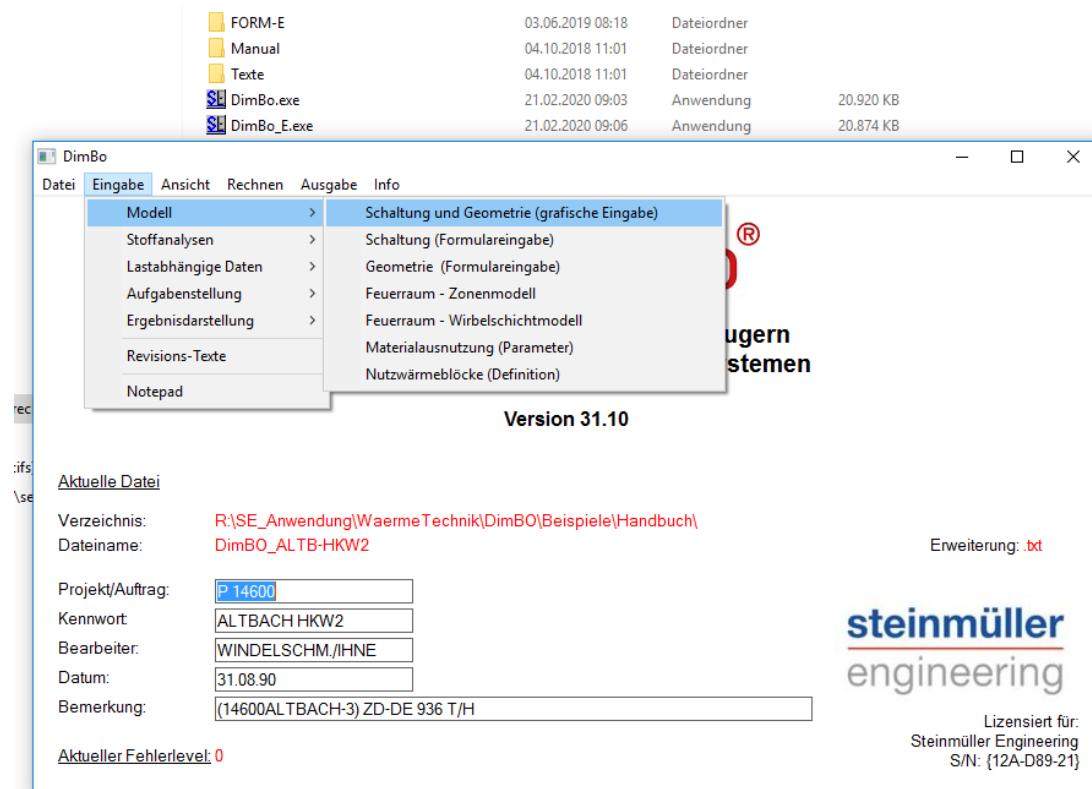 FORM-E 03.06.2019 08:18 Dateiordner
Manual 04.10.2018 11:01 Dateiordner
Texte 04.10.2018 11:01 Dateiordner
DimBo.exe 21.02.2020 09:03 Anwendung 20.920 KB
DimBo_E.exe 21.02.2020 09:06 Anwendung 20.874 KB
DimBo
Datei Eingabe Ansicht Rechnen Ausgabe Info
Modell > Schaltung und Geometrie (grafische Eingabe)
Stoffanalysen > Schaltung (Formulareingabe)
®
Lastabhängige Daten > Geometrie (Formulareingabe)
Aufgabenstellung > Feuerraum - Zonenmodell
Ergebnisdarstellung > Feuerraum - Wirbelschichtmodell
ugern
Revisions-Texte Materialausnutzung (Parameter)
stemen
Notepad Nutzwärmeblöcke (Definition)
rec
Version 31.10
:ifs
Aktuelle Datei
\se
Verzeichnis: R:\SE_Anwendung\WaermeTechnik\DimBO\Beispiele\Handbuch\
Dateiname: DimBO_ALTB-HKW2 Erweiterung: .txt
Projekt/Auftrag: P 14600
Kennwort: ALTBACH HKW2
Bearbeiter: WINDELSCHM./IHNE
Datum: 31.08.90
Bemerkung: (14600ALTBACH-3) ZD-DE 936 T/H
steinmüller
engineering
Lizensiert für:
Steinmüller Engineering
S/N: {12A-D89-21}
Aktueller Fehlerlevel: 0